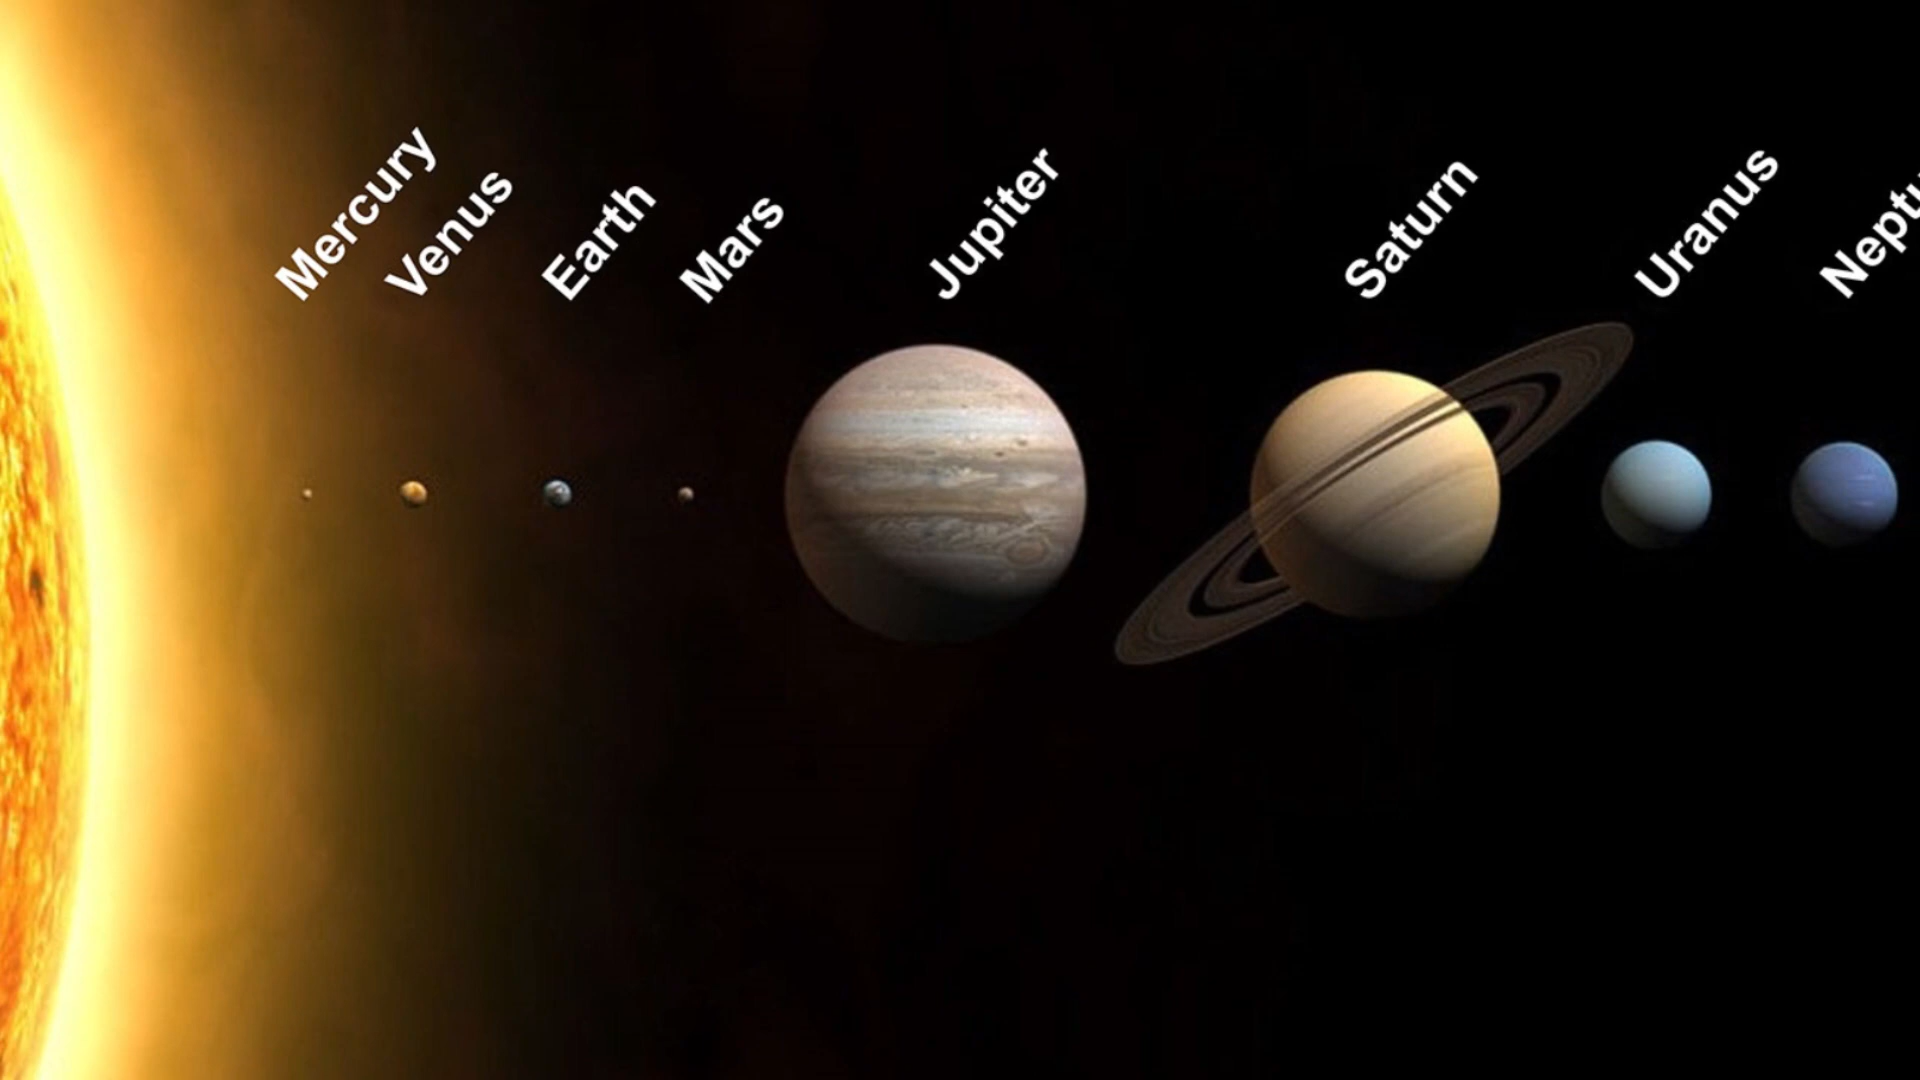 Mercury
Venus
Earth
Mars
Jupiter
Saturn
Uranus
Neptu